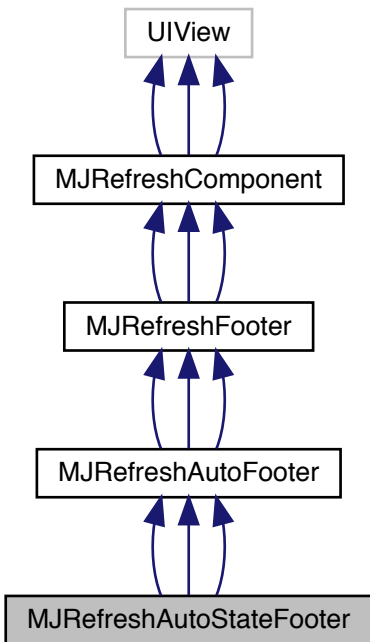 UIView
MJRefreshComponent
MJRefreshFooter
MJRefreshAutoFooter
MJRefreshAutoStateFooter